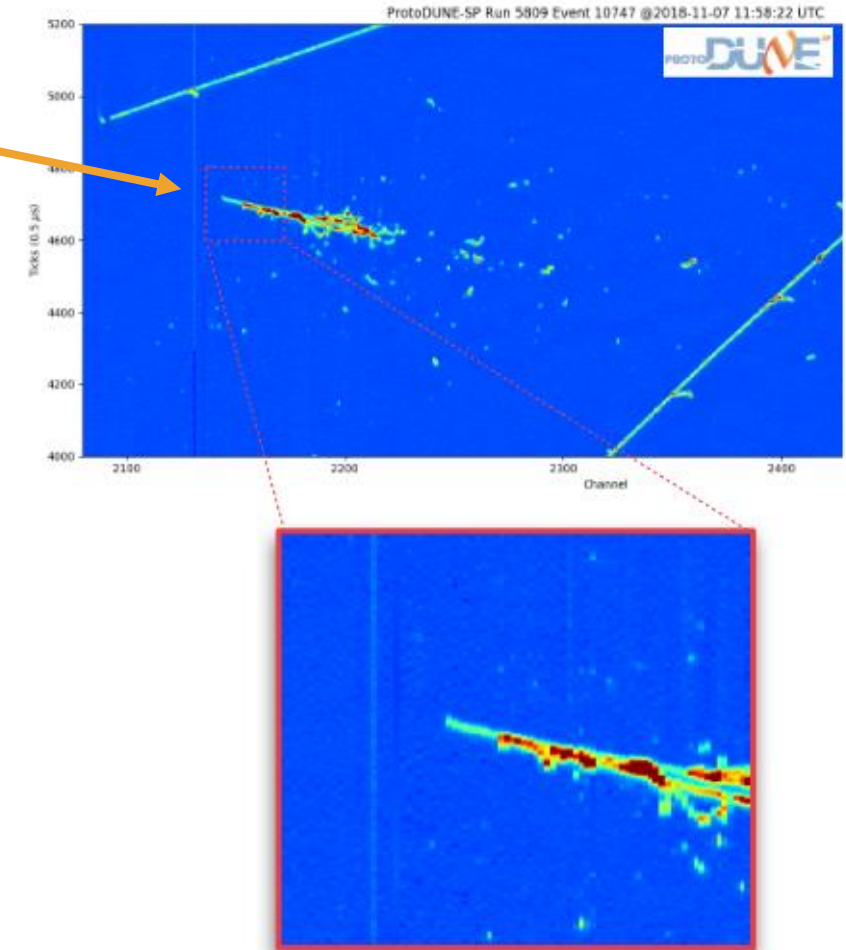 ProtoDUNE-SP Run 5809 Event 10747 @2018-11-07 11:58:22 UTC
PROTO DUNE SP
5200
5000
4800
4600
4400
4200
4000
Ticks (0.5 µs)
2100 2200 2300 2400
Channel